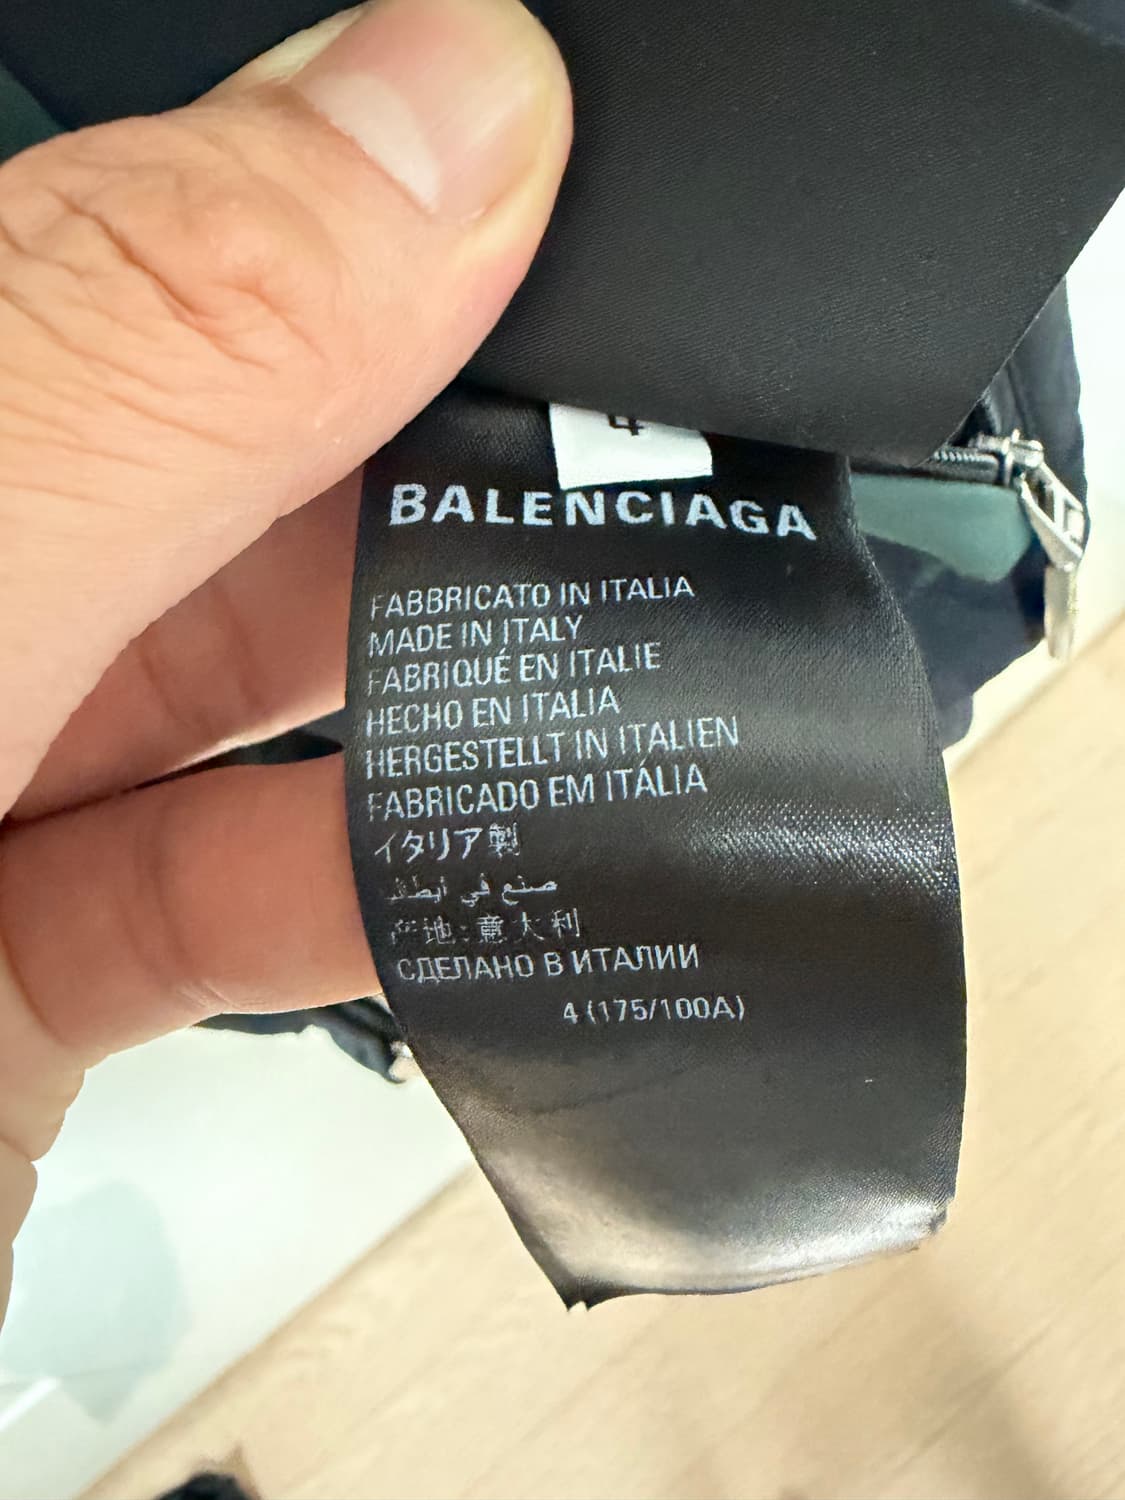 4
BALENCIAGA
FABBRICATO IN ITALIA
MADE IN ITALY
FABRIQUÉ EN ITALIE
HECHO EN ITALIA
HERGESTELLT IN ITALIEN
FABRICADO EM ITÁLIA
イタリア製
صنع في
产地:意大利
СДЕЛАНО В ИТАЛИИ
4 (175/100A)